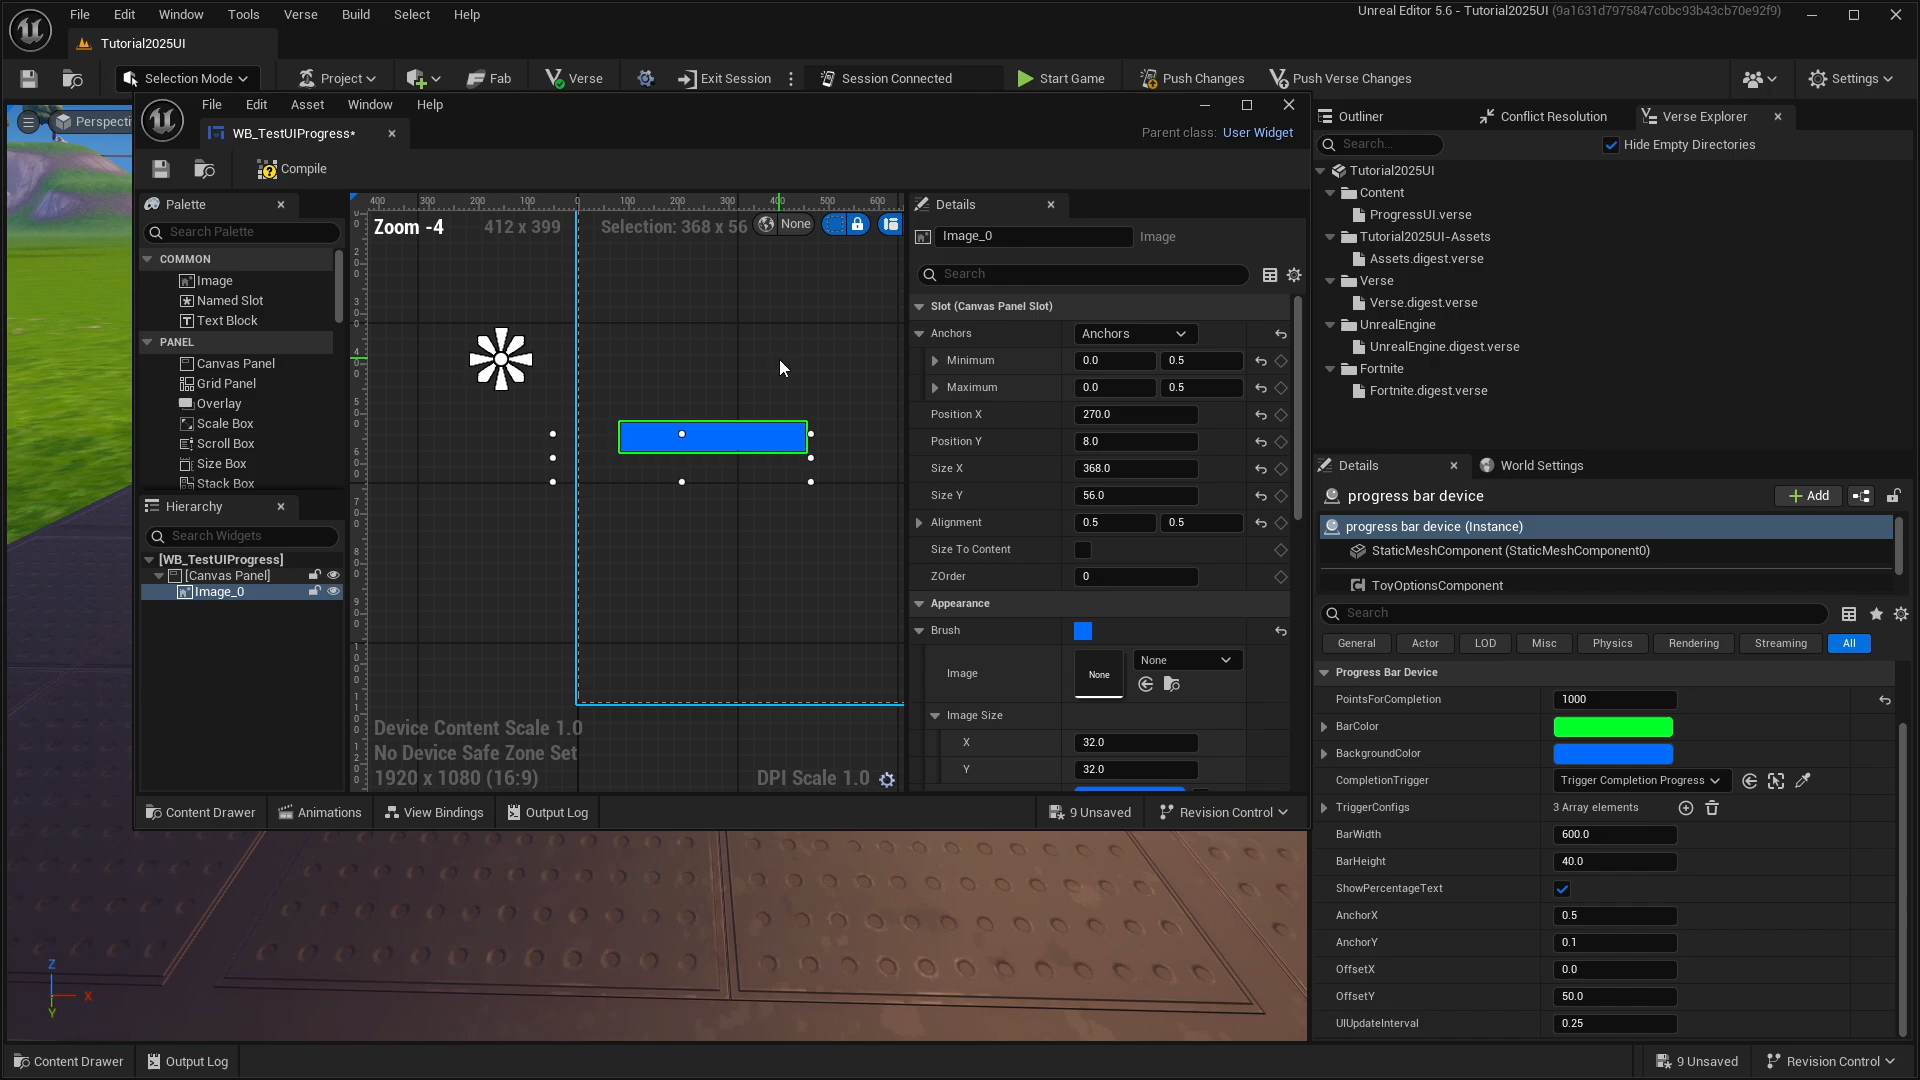 File Edit Window Tools Verse Build Select Help
Unreal Editor 5.6 - Tutorial2025UI (9a1631d7975847c0bc93b43cb70e92f9)
Tutorial2025UI
Selection Mode Project Fab Verse Exit Session Session Connected Start Game Push Changes Push Verse Changes Settings
Perspecti
File Edit Asset Window Help
WB_TestUIProgress*
Parent class: User Widget
Compile
Palette
Search Palette
COMMON
Image
Named Slot
Text Block
PANEL
Canvas Panel
Grid Panel
Overlay
Scale Box
Scroll Box
Size Box
Stack Box
Hierarchy
Search Widgets
[WB_TestUIProgress]
[Canvas Panel]
Image_0
400 300 200 100 0 100 200 300 400 500 600
Zoom -4 412 x 399 Selection: 368 x 56 None
Device Content Scale 1.0
No Device Safe Zone Set
1920 x 1080 (16:9)
DPI Scale 1.0
Details
Image_0 Image
Search
Slot (Canvas Panel Slot)
Anchors Anchors
Minimum 0.0 0.5
Maximum 0.0 0.5
Position X 270.0
Position Y 8.0
Size X 368.0
Size Y 56.0
Alignment 0.5 0.5
Size To Content
ZOrder 0
Appearance
Brush
Image None None
Image Size
X 32.0
Y 32.0
Content Drawer Animations View Bindings Output Log 9 Unsaved Revision Control
Outliner Conflict Resolution Verse Explorer
Search... Hide Empty Directories
Tutorial2025UI
Content
ProgressUI.verse
Tutorial2025UI-Assets
Assets.digest.verse
Verse
Verse.digest.verse
UnrealEngine
UnrealEngine.digest.verse
Fortnite
Fortnite.digest.verse
Details World Settings
progress bar device Add
progress bar device (Instance)
StaticMeshComponent (StaticMeshComponent0)
ToyOptionsComponent
Search
General Actor LOD Misc Physics Rendering Streaming All
Progress Bar Device
PointsForCompletion 1000
BarColor
BackgroundColor
CompletionTrigger Trigger Completion Progress
TriggerConfigs 3 Array elements
BarWidth 600.0
BarHeight 40.0
ShowPercentageText
AnchorX 0.5
AnchorY 0.1
OffsetX 0.0
OffsetY 50.0
UIUpdateInterval 0.25
Z
X
Y
Content Drawer Output Log 9 Unsaved Revision Control